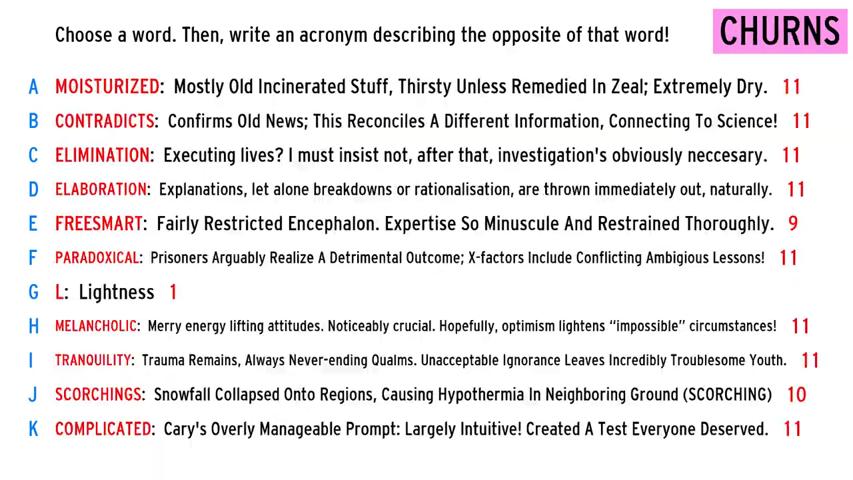 Choose a word. Then, write an acronym describing the opposite of that word!
CHURNS
A MOISTURIZED: Mostly Old Incinerated Stuff, Thirsty Unless Remedied In Zeal; Extremely Dry. 11
B CONTRADICTS: Confirms Old News; This Reconciles A Different Information, Connecting To Science! 11
C ELIMINATION: Executing lives? I must insist not, after that, investigation's obviously neccesary. 11
D ELABORATION: Explanations, let alone breakdowns or rationalisation, are thrown immediately out, naturally. 11
E FREESMART: Fairly Restricted Encephalon. Expertise So Minuscule And Restrained Thoroughly. 9
F PARADOXICAL: Prisoners Arguably Realize A Detrimental Outcome; X-factors Include Conflicting Ambigious Lessons! 11
G L: Lightness 1
H MELANCHOLIC: Merry energy lifting attitudes. Noticeably crucial. Hopefully, optimism lightens "impossible" circumstances! 11
I TRANQUILITY: Trauma Remains, Always Never-ending Qualms. Unacceptable Ignorance Leaves Incredibly Troublesome Youth. 11
J SCORCHINGS: Snowfall Collapsed Onto Regions, Causing Hypothermia In Neighboring Ground (SCORCHING) 10
K COMPLICATED: Cary's Overly Manageable Prompt: Largely Intuitive! Created A Test Everyone Deserved. 11